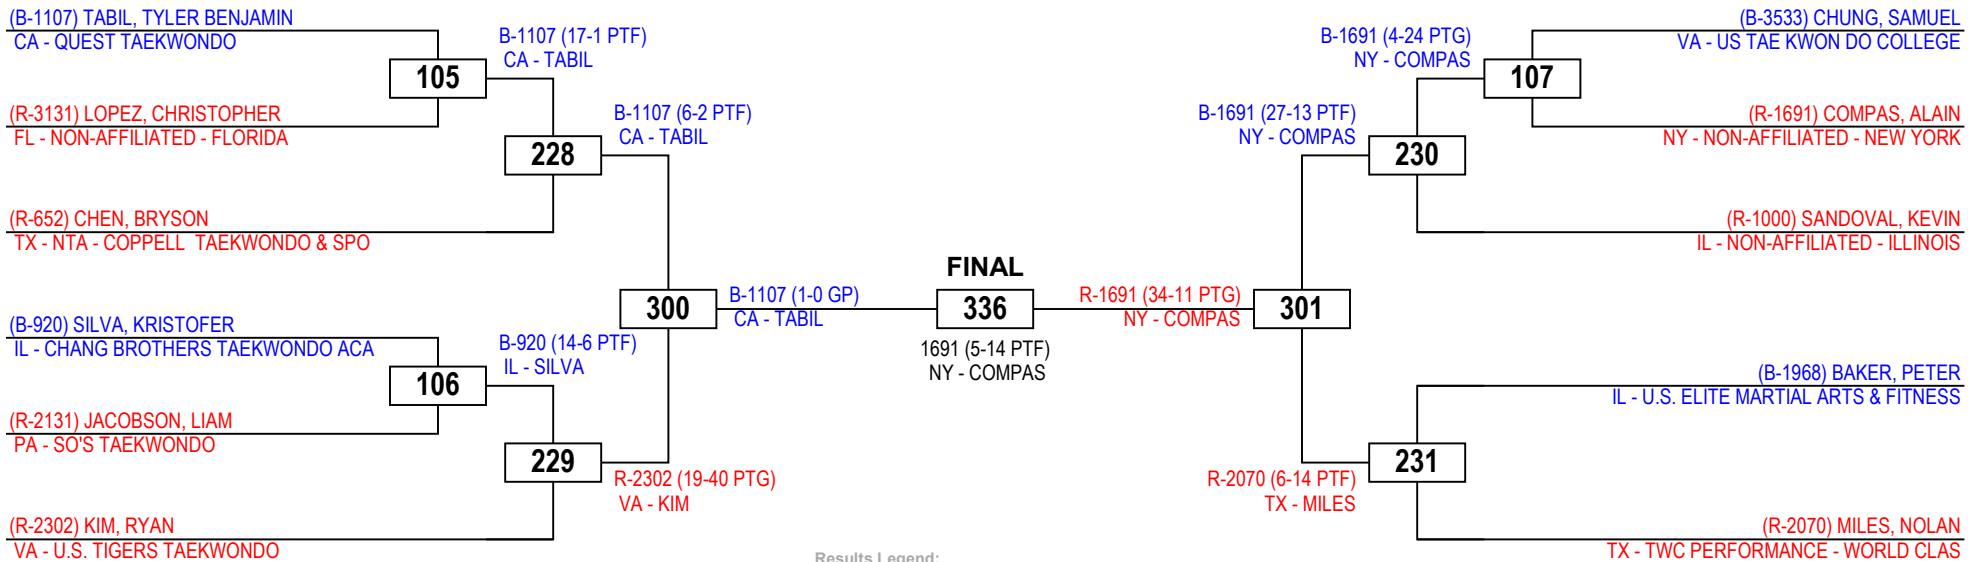 (B-1107) TABIL, TYLER BENJAMIN
CA - QUEST TAEKWONDO
B-1107 (17-1 PTF)
CA - TABIL
105
(R-3131) LOPEZ, CHRISTOPHER
FL - NON-AFFILIATED - FLORIDA
B-1107 (6-2 PTF)
CA - TABIL
228
(R-652) CHEN, BRYSON
TX - NTA - COPPELL  TAEKWONDO & SPO
300
B-1107 (1-0 GP)
CA - TABIL
(B-920) SILVA, KRISTOFER
IL - CHANG BROTHERS TAEKWONDO ACA
B-920 (14-6 PTF)
IL - SILVA
106
(R-2131) JACOBSON, LIAM
PA - SO'S TAEKWONDO
229
R-2302 (19-40 PTG)
VA - KIM
(R-2302) KIM, RYAN
VA - U.S. TIGERS TAEKWONDO
FINAL
336
1691 (5-14 PTF)
NY - COMPAS
(B-3533) CHUNG, SAMUEL
VA - US TAE KWON DO COLLEGE
B-1691 (4-24 PTG)
NY - COMPAS
107
(R-1691) COMPAS, ALAIN
NY - NON-AFFILIATED - NEW YORK
B-1691 (27-13 PTF)
NY - COMPAS
230
(R-1000) SANDOVAL, KEVIN
IL - NON-AFFILIATED - ILLINOIS
R-1691 (34-11 PTG)
NY - COMPAS
301
(B-1968) BAKER, PETER
IL - U.S. ELITE MARTIAL ARTS & FITNESS
231
R-2070 (6-14 PTF)
TX - MILES
(R-2070) MILES, NOLAN
TX - TWC PERFORMANCE - WORLD CLAS
Results Legend: